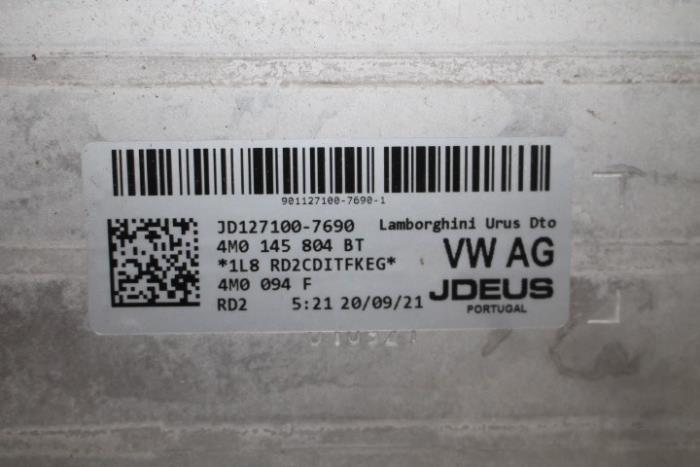 901127100-7690-1
JD127100-7690 Lamborghini Urus Dto
4M0 145 804 BT
*1L8 RD2CDITFKEG*
VW AG
4M0 094 F
JDEUS
RD2 5:21 20/09/21
PORTUGAL